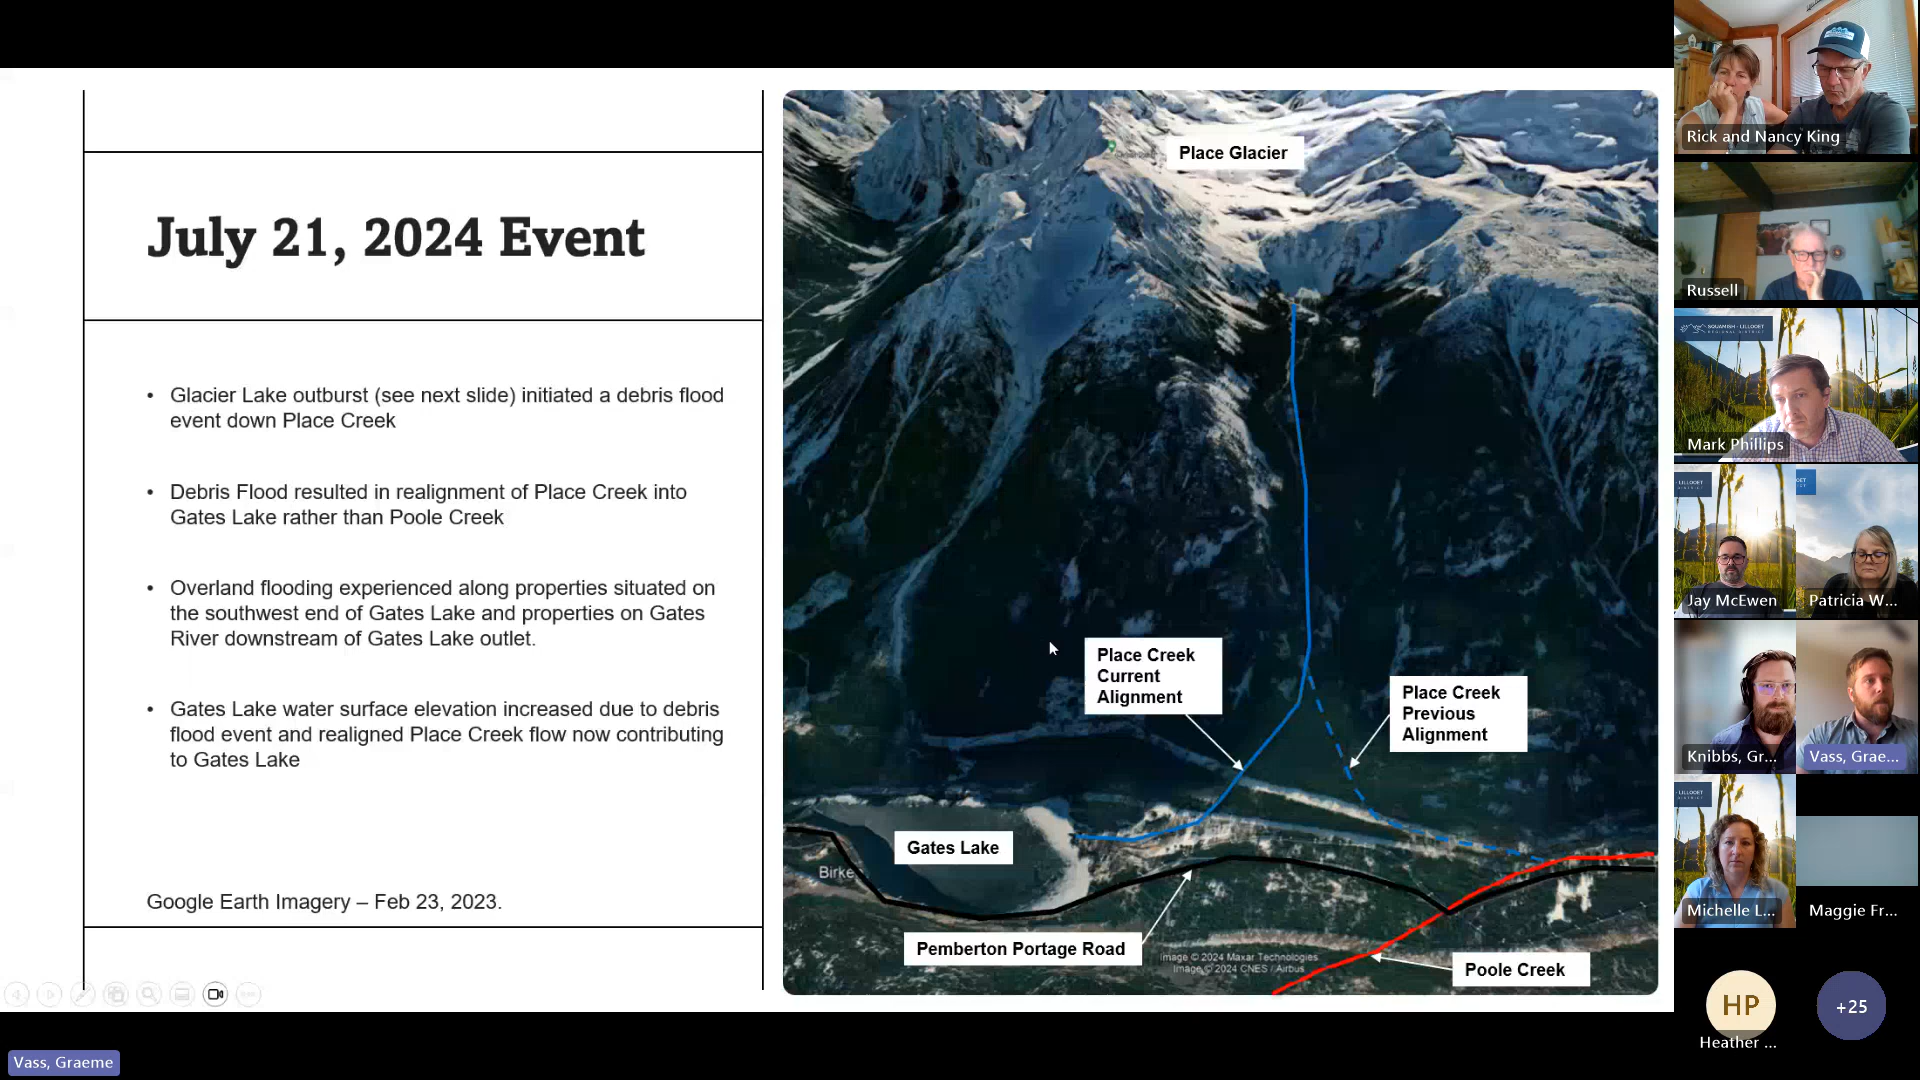 July 21, 2024 Event
• Glacier Lake outburst (see next slide) initiated a debris flood
event down Place Creek
• Debris Flood resulted in realignment of Place Creek into
Gates Lake rather than Poole Creek
• Overland flooding experienced along properties situated on
the southwest end of Gates Lake and properties on Gates
River downstream of Gates Lake outlet.
• Gates Lake water surface elevation increased due to debris
flood event and realigned Place Creek flow now contributing
to Gates Lake
Google Earth Imagery – Feb 23, 2023.
Place Glacier
Place Creek
Current
Alignment
Place Creek
Previous
Alignment
Gates Lake
Birke
Pemberton Portage Road
Image © 2024 Maxar Technologies
Image © 2024 CNES / Airbus
Poole Creek
Rick and Nancy King
Russell
SQUAMISH - LILLOOET
REGIONAL DISTRICT
Mark Phillips
- LILLOOET
Jay McEwen
Patricia W...
Knibbs, Gr...
Vass, Grae...
- LILLOOET
Michelle L...
Maggie Fr...
HP
Heather ...
+25
Vass, Graeme